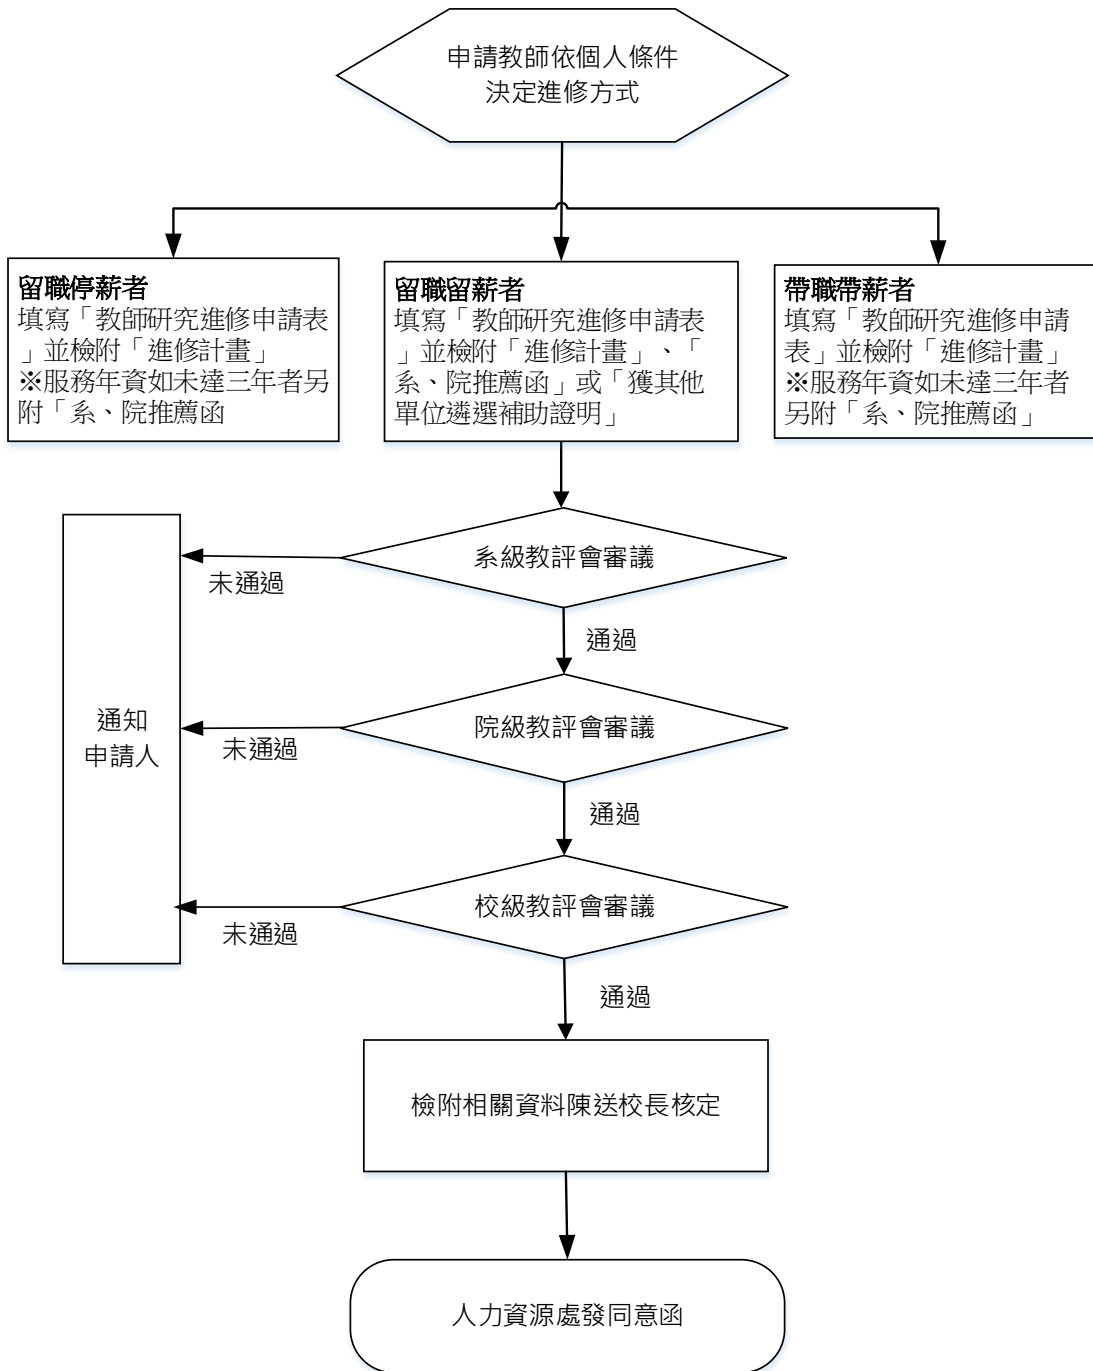 申請教師依個人條件
決定進修方式
留職停薪者
填寫「教師研究進修申請表
」並檢附「進修計畫」
※服務年資如未達三年者另
附「系、院推薦函
留職留薪者
填寫「教師研究進修申請表
」並檢附「進修計畫」、「
系、院推薦函」或「獲其他
單位遴選補助證明」
帶職帶薪者
填寫「教師研究進修申請
表」並檢附「進修計畫」
※服務年資如未達三年者
另附「系、院推薦函」
系級教評會審議
未通過
通過
通知
申請人
院級教評會審議
未通過
通過
校級教評會審議
未通過
通過
檢附相關資料陳送校長核定
人力資源處發同意函